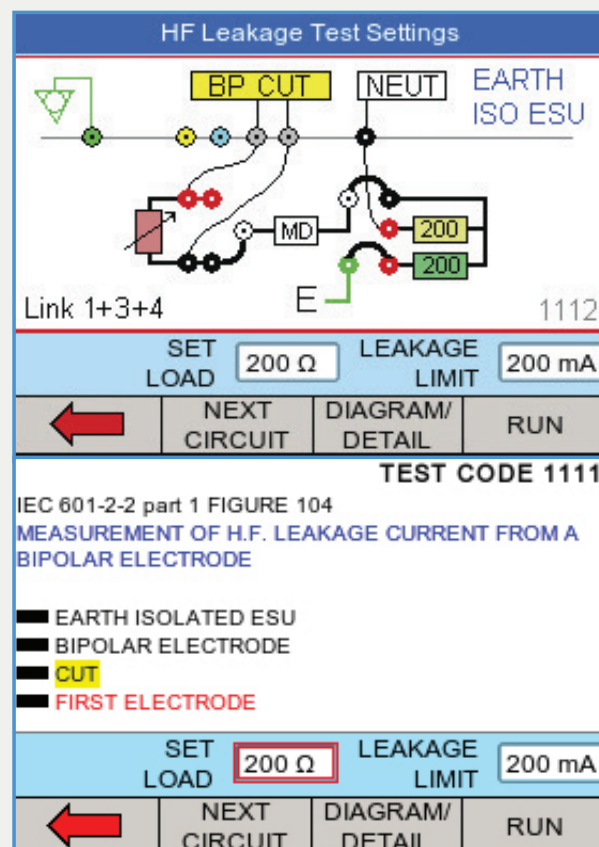 HF Leakage Test Settings
BP CUT
NEUT
EARTH
ISO ESU
MD
200
200
E
Link 1+3+4
1112
SET
LOAD
200 Ω
LEAKAGE
LIMIT
200 mA
NEXT
CIRCUIT
DIAGRAM/
DETAIL
RUN
TEST CODE 1111
IEC 601-2-2 part 1 FIGURE 104
MEASUREMENT OF H.F. LEAKAGE CURRENT FROM A
BIPOLAR ELECTRODE
EARTH ISOLATED ESU
BIPOLAR ELECTRODE
CUT
FIRST ELECTRODE
SET
LOAD
200 Ω
LEAKAGE
LIMIT
200 mA
NEXT
CIRCUIT
DIAGRAM/
DETAIL
RUN